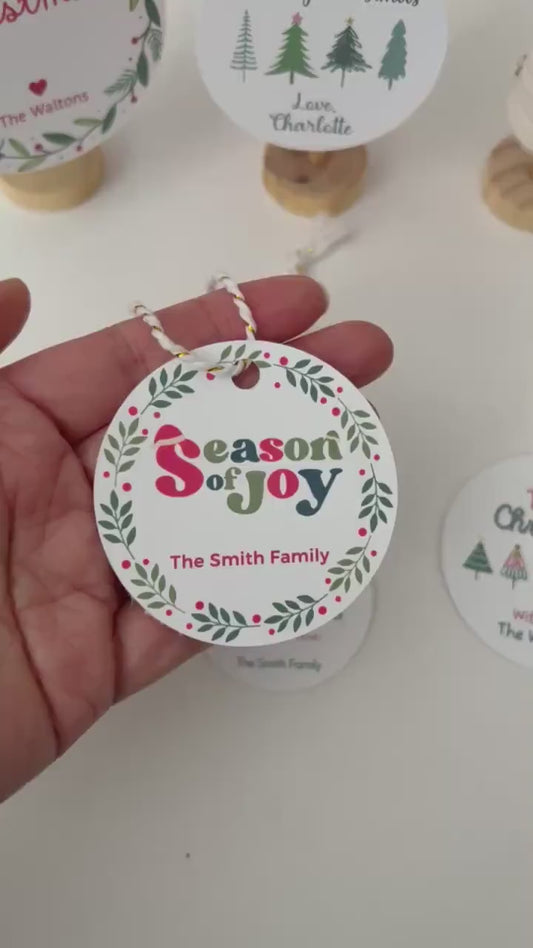 The Waltons
Love,
Charlotte
Season
of Joy
The Smith Family
The Smith Family